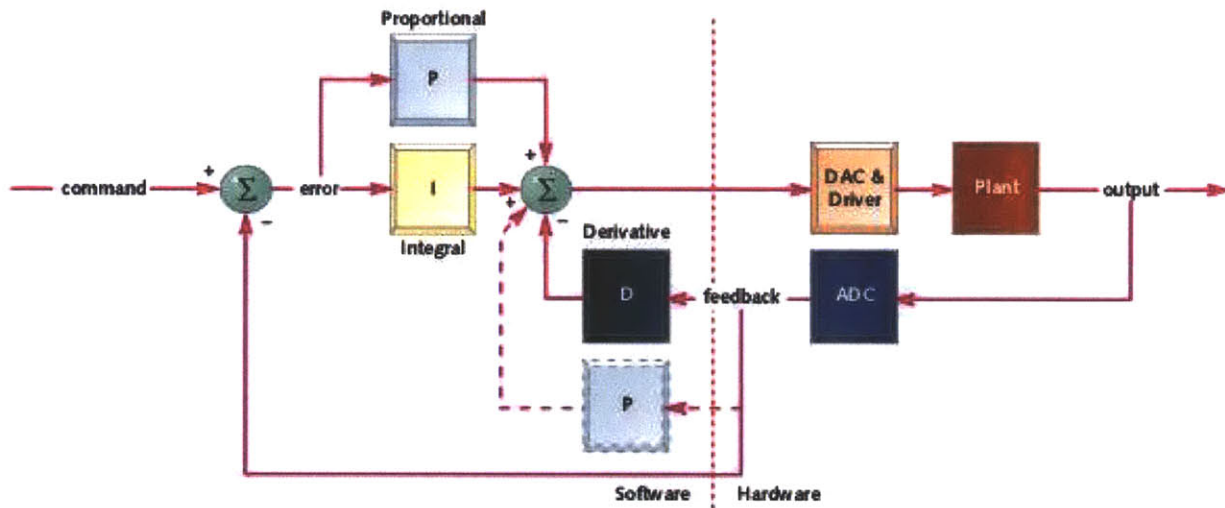 Proportional
P
+
command
Σ
error
I
Integral
-
+
+
Σ
-
Derivative
D
feedback
DAC &
Driver
Plant
output
ADC
P
Software
Hardware